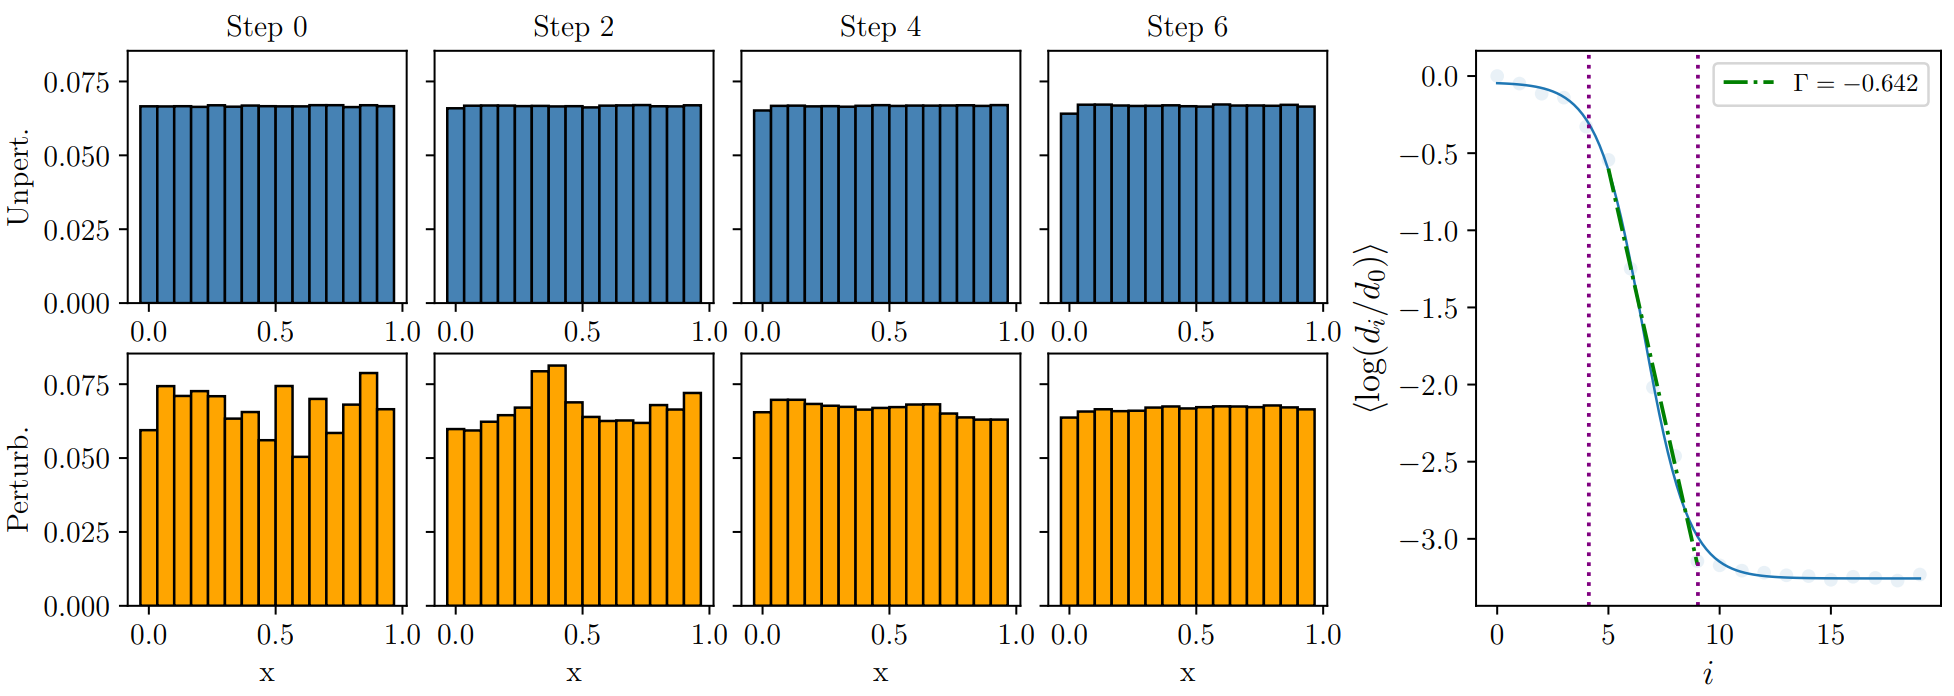 Step 0 Step 2 Step 4 Step 6
Unpert.
0.075
0.050
0.025
0.000
0.0 0.5 1.0 0.0 0.5 1.0 0.0 0.5 1.0 0.0 0.5 1.0
Perturb.
0.075
0.050
0.025
0.000
0.0 0.5 1.0 0.0 0.5 1.0 0.0 0.5 1.0 0.0 0.5 1.0
x x x x
⟨log(dᵢ/d₀)⟩
0.0
−0.5
−1.0
−1.5
−2.0
−2.5
−3.0
Γ = −0.642
0 5 10 15
i